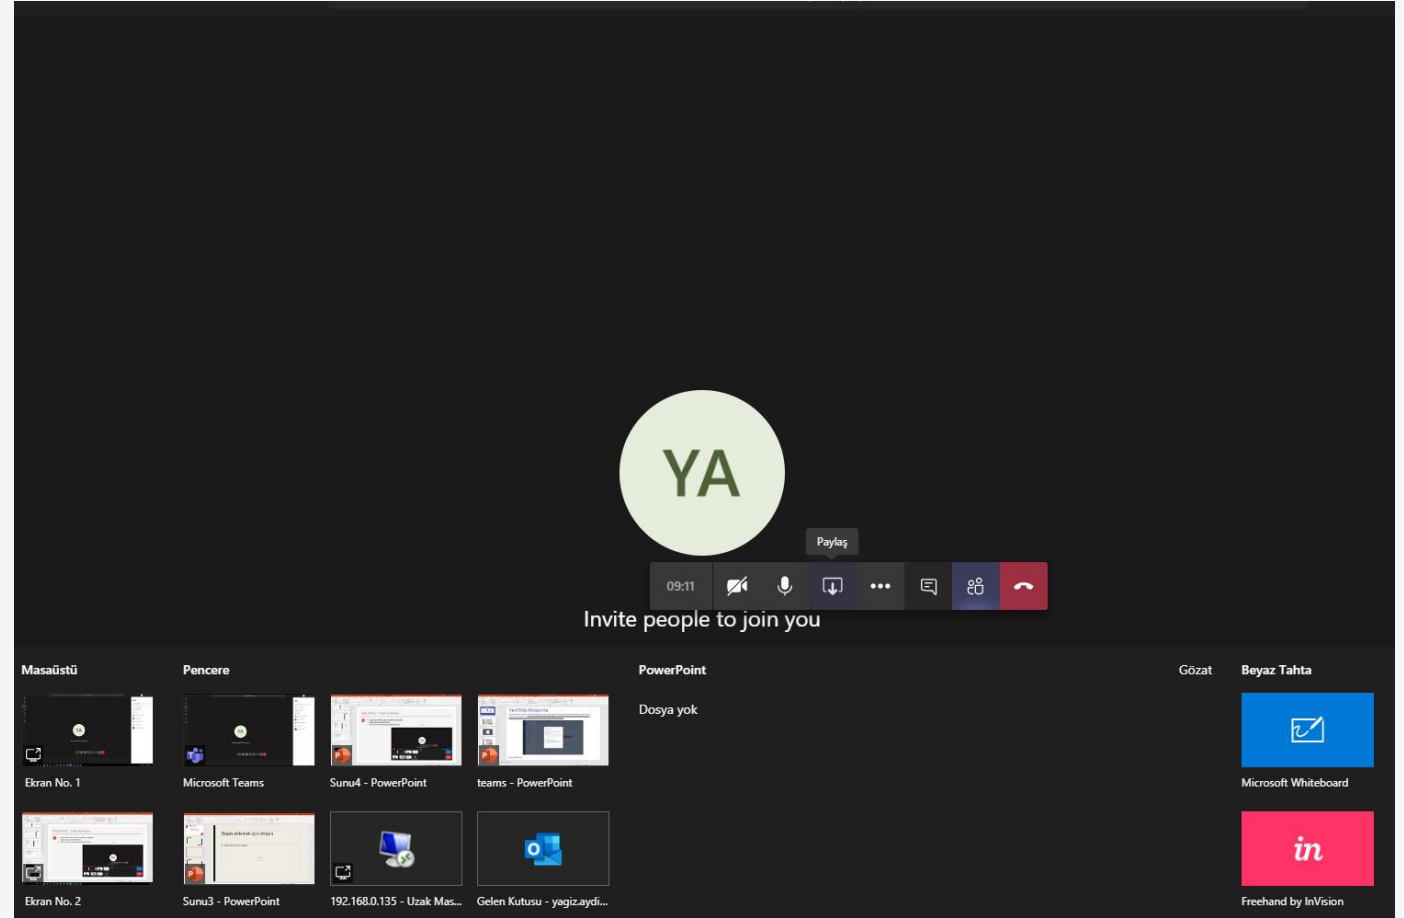 YA
Paylaş
09:11
Invite people to join you
Masaüstü
Pencere
PowerPoint
Gözat
Beyaz Tahta
Dosya yok
YA
YA
Ekran No. 1
Microsoft Teams
Sunu4 - PowerPoint
teams - PowerPoint
Microsoft Whiteboard
in
Ekran No. 2
Sunu3 - PowerPoint
192.168.0.135 - Uzak Mas...
Gelen Kutusu - yagiz.aydi...
Freehand by InVision